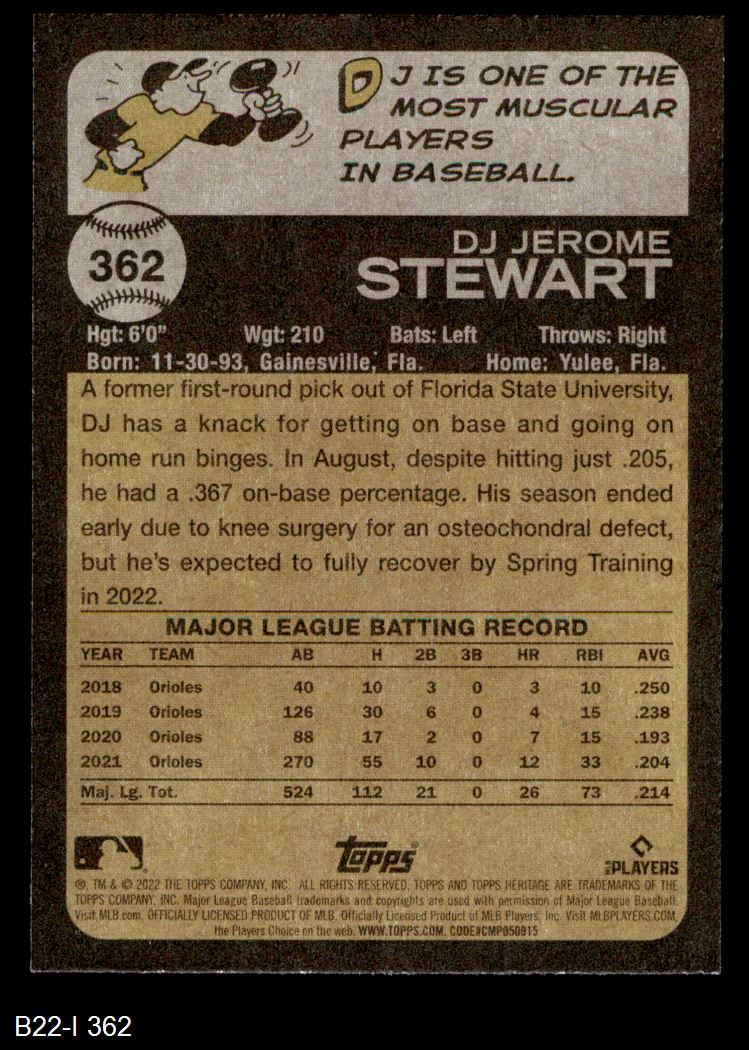 DJ IS ONE OF THE
MOST MUSCULAR
PLAYERS
IN BASEBALL.
362
DJ JEROME
STEWART
Hgt: 6'0" Wgt: 210 Bats: Left Throws: Right
Born: 11-30-93, Gainesville, Fla. Home: Yulee, Fla.
A former first-round pick out of Florida State University,
DJ has a knack for getting on base and going on
home run binges. In August, despite hitting just .205,
he had a .367 on-base percentage. His season ended
early due to knee surgery for an osteochondral defect,
but he's expected to fully recover by Spring Training
in 2022.
MAJOR LEAGUE BATTING RECORD
YEAR TEAM AB H 2B 3B HR RBI AVG
2018 Orioles 40 10 3 0 3 10 .250
2019 Orioles 126 30 6 0 4 15 .238
2020 Orioles 88 17 2 0 7 15 .193
2021 Orioles 270 55 10 0 12 33 .204
Maj. Lg. Tot. 524 112 21 0 26 73 .214
topps®
MLB PLAYERS
®, TM & © 2022 THE TOPPS COMPANY, INC. ALL RIGHTS RESERVED. TOPPS AND TOPPS HERITAGE ARE TRADEMARKS OF THE
TOPPS COMPANY, INC. Major League Baseball trademarks and copyrights are used with permission of Major League Baseball.
Visit MLB.com. OFFICIALLY LICENSED PRODUCT OF MLB. Officially Licensed Product of MLB Players, Inc. Visit MLBPLAYERS.COM,
the Players Choice on the web. WWW.TOPPS.COM. CODE#CMP050915
B22-I 362